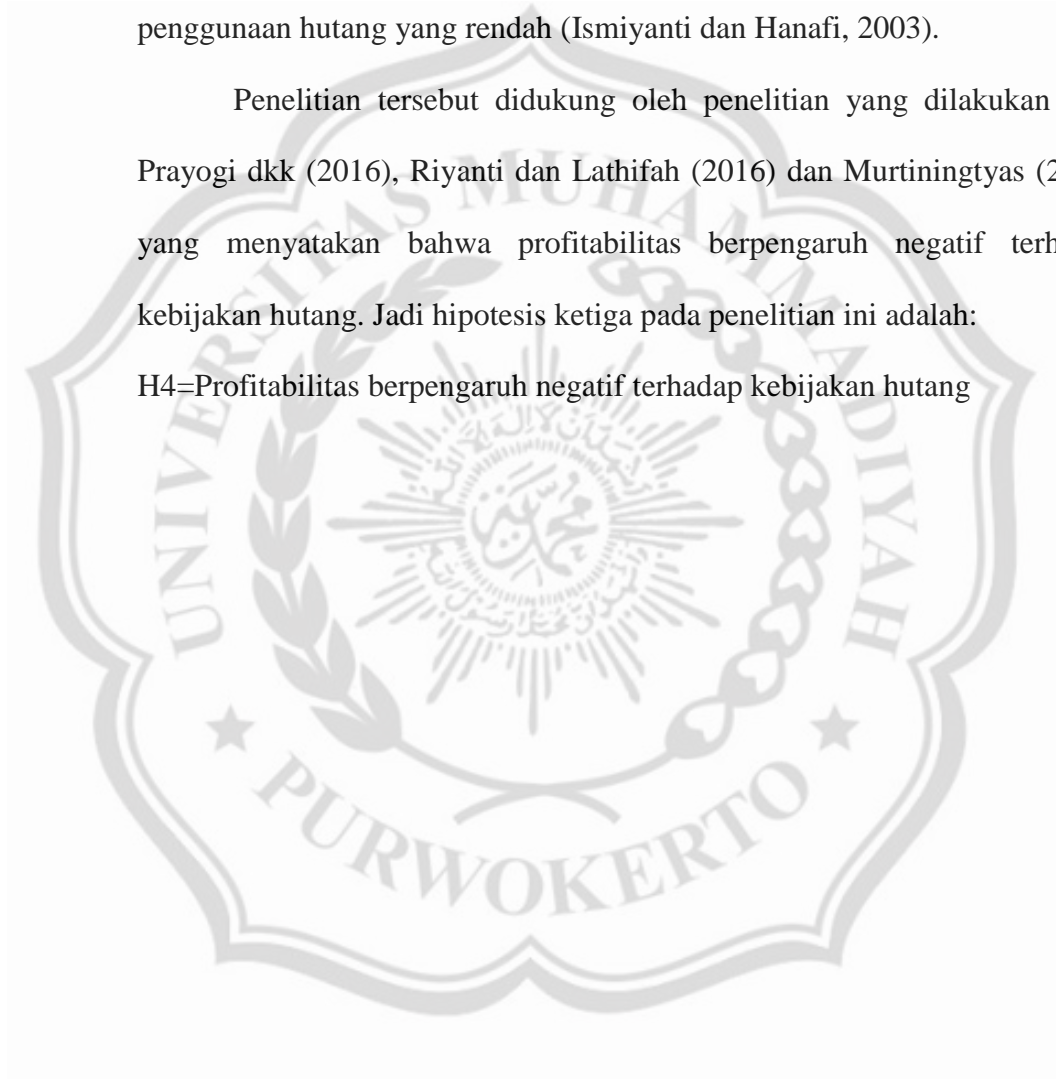 penggunaan hutang yang rendah (Ismiyanti dan Hanafi, 2003).
Penelitian tersebut didukung oleh penelitian yang dilakukan
Prayogi dkk (2016), Riyanti dan Lathifah (2016) dan Murtiningtyas (2
yang menyatakan bahwa profitabilitas berpengaruh negatif terh
kebijakan hutang. Jadi hipotesis ketiga pada penelitian ini adalah:
H4=Profitabilitas berpengaruh negatif terhadap kebijakan hutang
UNIVERSITAS MUHAMMADIYAH
PURWOKERTO